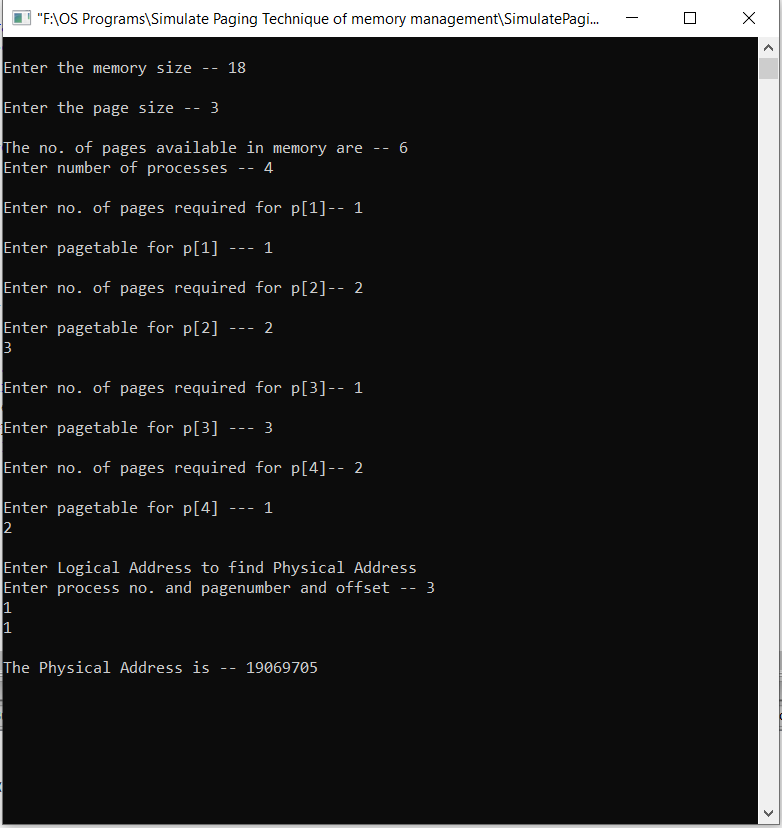 "F:\OS Programs\Simulate Paging Technique of memory management\SimulatePagi...
Enter the memory size -- 18
Enter the page size -- 3
The no. of pages available in memory are -- 6
Enter number of processes -- 4
Enter no. of pages required for p[1]-- 1
Enter pagetable for p[1] --- 1
Enter no. of pages required for p[2]-- 2
Enter pagetable for p[2] --- 2
3
Enter no. of pages required for p[3]-- 1
Enter pagetable for p[3] --- 3
Enter no. of pages required for p[4]-- 2
Enter pagetable for p[4] --- 1
2
Enter Logical Address to find Physical Address
Enter process no. and pagenumber and offset -- 3
1
1
The Physical Address is -- 19069705